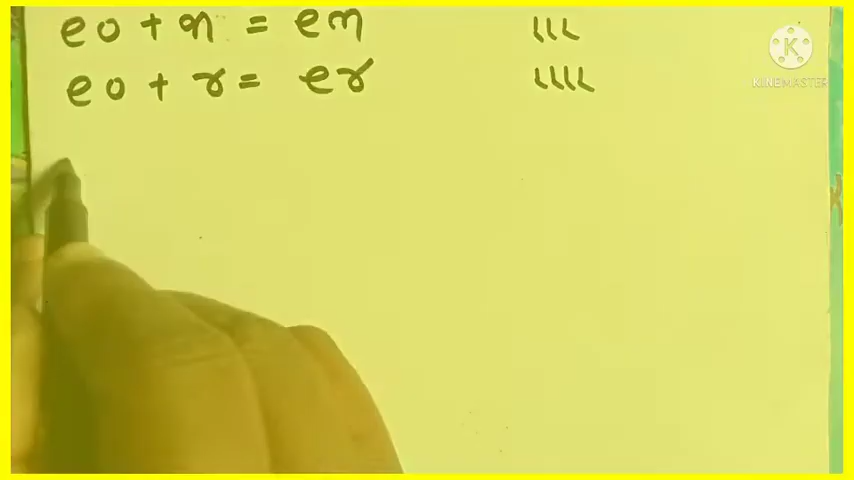 ୧୦ + ୩ = ୧୩ \\\
୧୦ + ୪ = ୧୪ \\\\
K
KINEMASTER